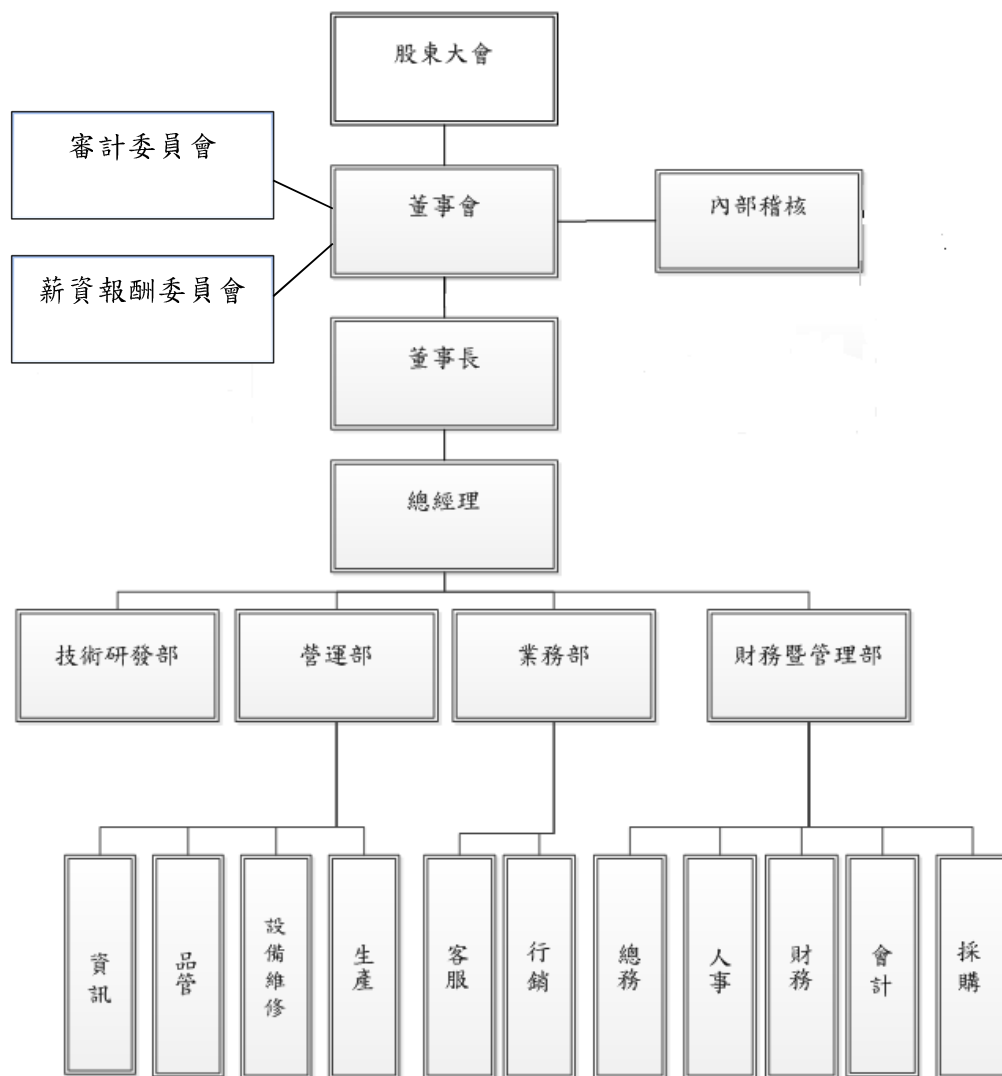 股東大會
審計委員會
董事會
內部稽核
薪資報酬委員會
董事長
總經理
技術研發部
營運部
業務部
財務暨管理部
資訊
品管
設備維修
生產
客服
行銷
總務
人事
財務
會計
採購